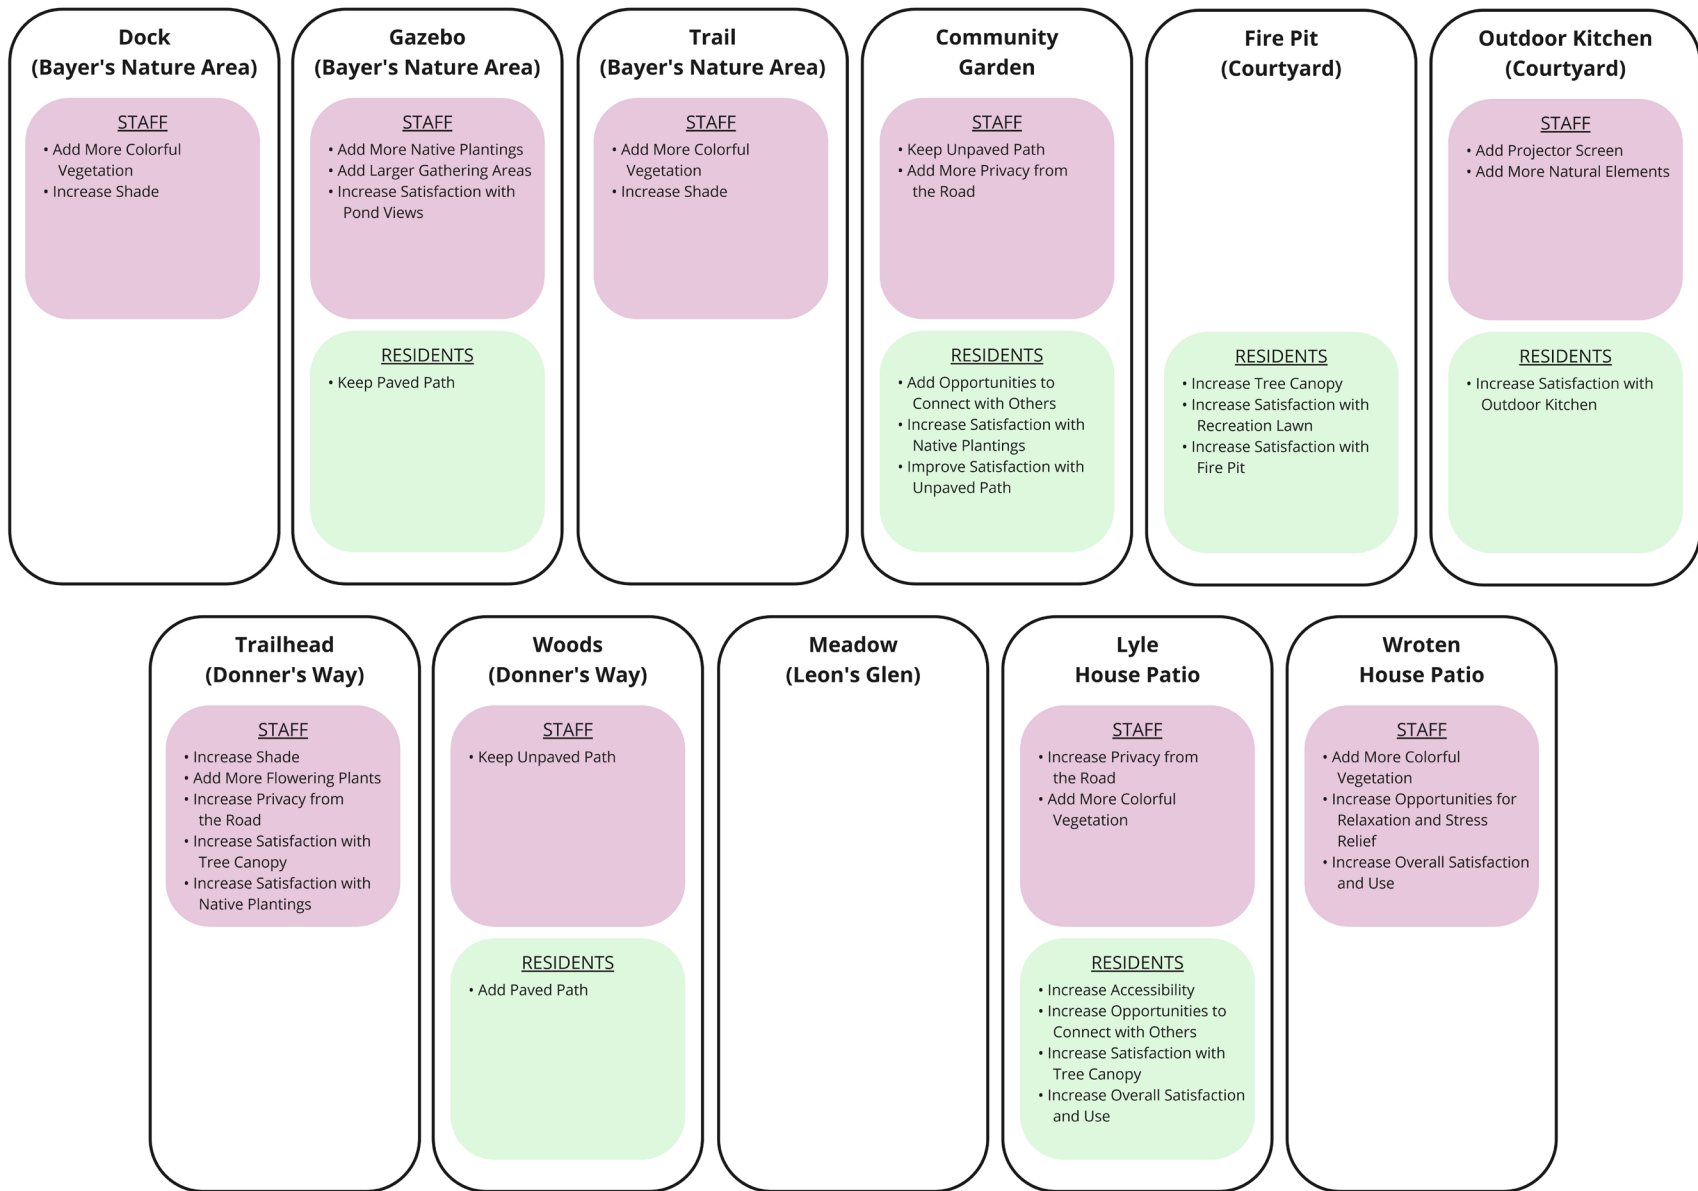 Dock
(Bayer's Nature Area)
STAFF
• Add More Colorful
Vegetation
• Increase Shade
Gazebo
(Bayer's Nature Area)
STAFF
• Add More Native Plantings
• Add Larger Gathering Areas
• Increase Satisfaction with
Pond Views
RESIDENTS
• Keep Paved Path
Trail
(Bayer's Nature Area)
STAFF
• Add More Colorful
Vegetation
• Increase Shade
Community
Garden
STAFF
• Keep Unpaved Path
• Add More Privacy from
the Road
RESIDENTS
• Add Opportunities to
Connect with Others
• Increase Satisfaction with
Native Plantings
• Improve Satisfaction with
Unpaved Path
Fire Pit
(Courtyard)
RESIDENTS
• Increase Tree Canopy
• Increase Satisfaction with
Recreation Lawn
• Increase Satisfaction with
Fire Pit
Outdoor Kitchen
(Courtyard)
STAFF
• Add Projector Screen
• Add More Natural Elements
RESIDENTS
• Increase Satisfaction with
Outdoor Kitchen
Trailhead
(Donner's Way)
STAFF
• Increase Shade
• Add More Flowering Plants
• Increase Privacy from
the Road
• Increase Satisfaction with
Tree Canopy
• Increase Satisfaction with
Native Plantings
Woods
(Donner's Way)
STAFF
• Keep Unpaved Path
RESIDENTS
• Add Paved Path
Meadow
(Leon's Glen)
Lyle
House Patio
STAFF
• Increase Privacy from
the Road
• Add More Colorful
Vegetation
RESIDENTS
• Increase Accessibility
• Increase Opportunities to
Connect with Others
• Increase Satisfaction with
Tree Canopy
• Increase Overall Satisfaction
and Use
Wroten
House Patio
STAFF
• Add More Colorful
Vegetation
• Increase Opportunities for
Relaxation and Stress
Relief
• Increase Overall Satisfaction
and Use